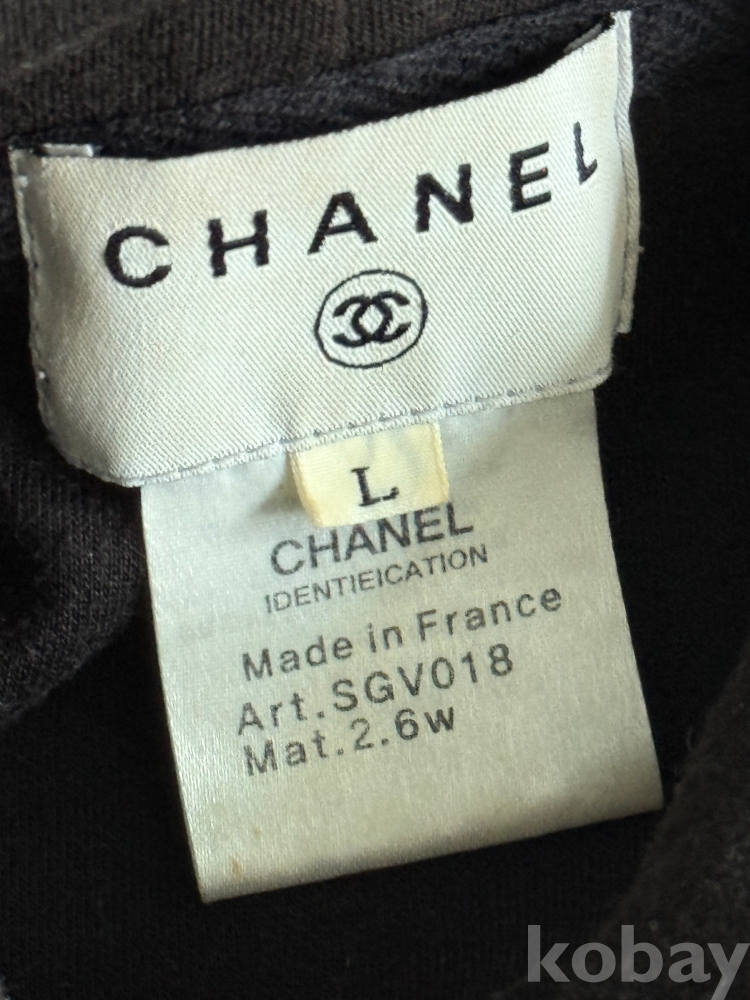 CHANEL
L
CHANEL
IDENTIEICATION
Made in France
Art.SGV018
Mat.2.6w
kobay